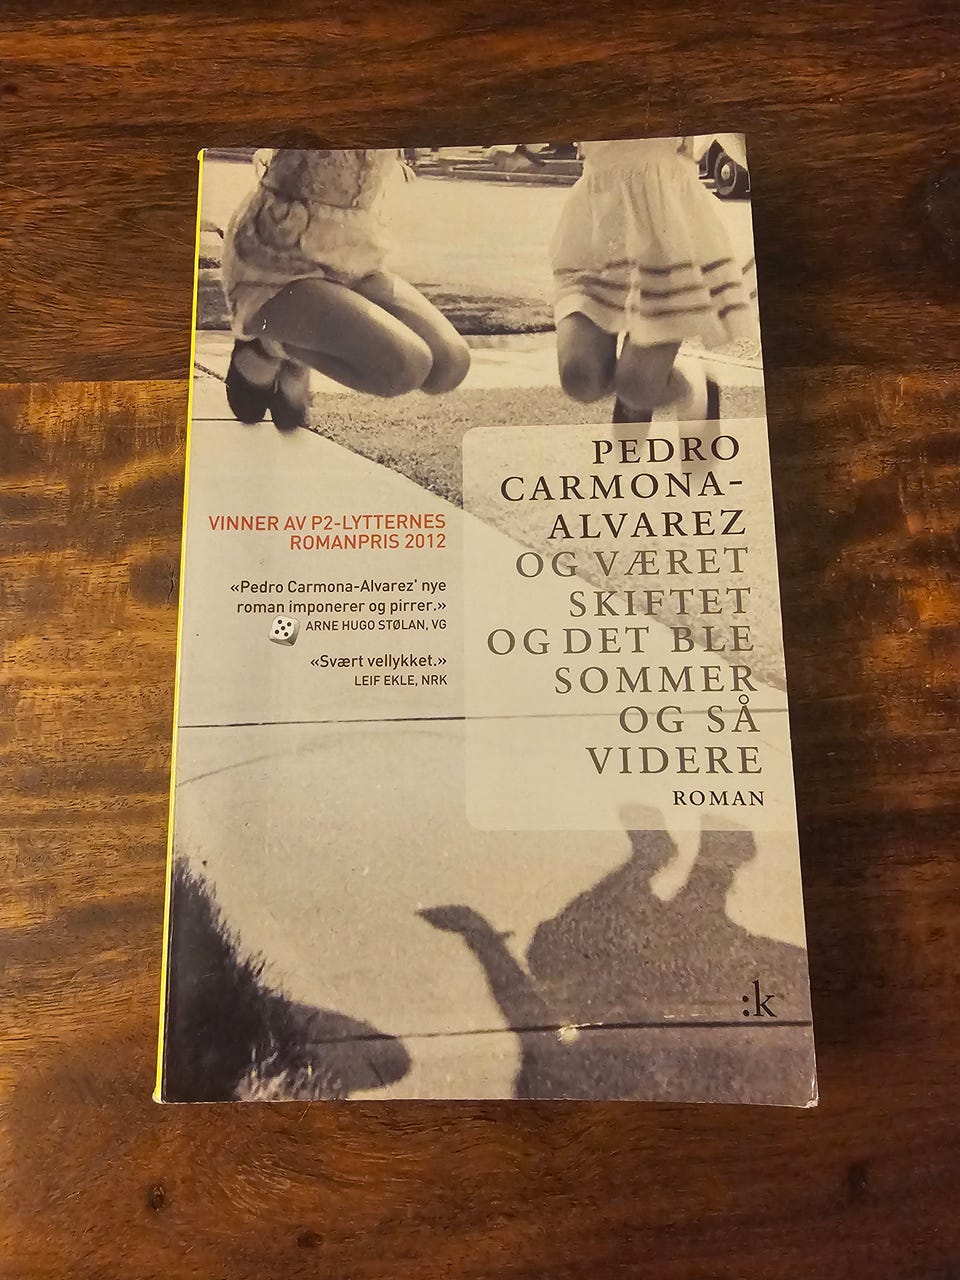 PEDRO
CARMONA-
ALVAREZ
OG VÆRET
SKIFTET
OG DET BLE
SOMMER
OG SÅ
VIDERE
ROMAN
VINNER AV P2-LYTTERNES
ROMANPRIS 2012
«Pedro Carmona-Alvarez' nye
roman imponerer og pirrer.»
ARNE HUGO STØLAN, VG
«Svært vellykket.»
LEIF EKLE, NRK
:k